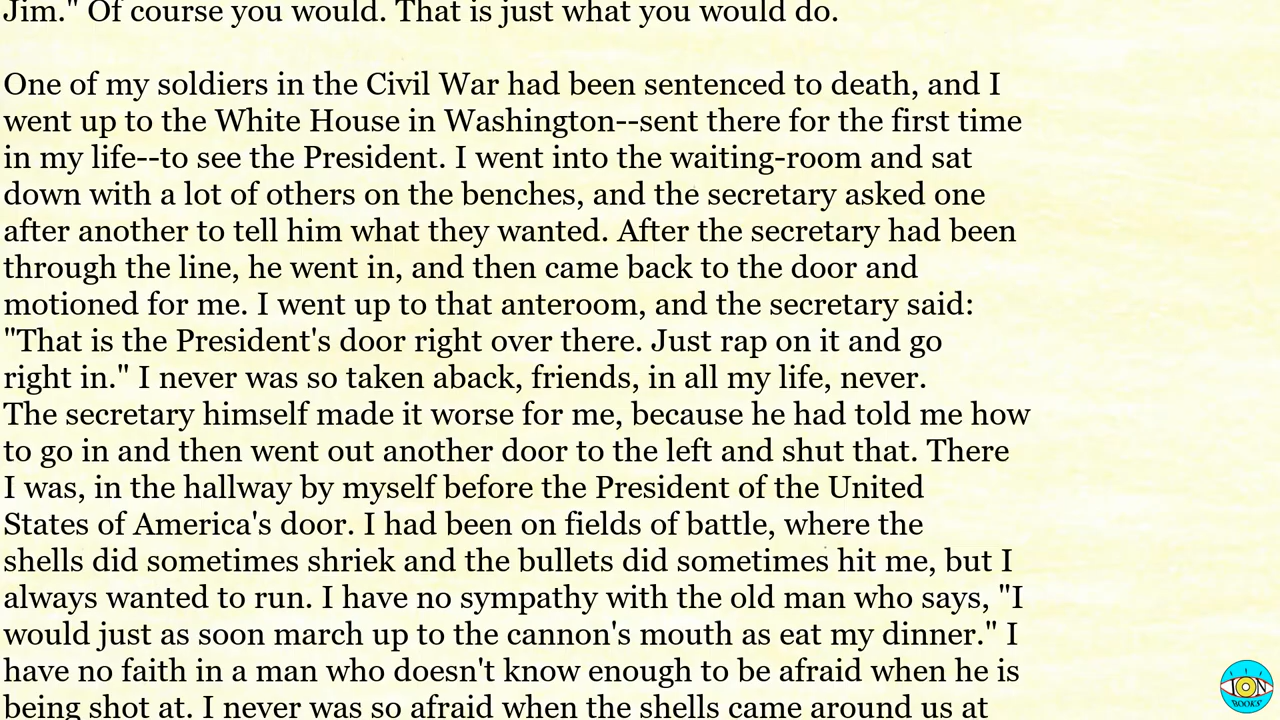 Jim." Of course you would. That is just what you would do.
One of my soldiers in the Civil War had been sentenced to death, and I
went up to the White House in Washington--sent there for the first time
in my life--to see the President. I went into the waiting-room and sat
down with a lot of others on the benches, and the secretary asked one
after another to tell him what they wanted. After the secretary had been
through the line, he went in, and then came back to the door and
motioned for me. I went up to that anteroom, and the secretary said:
"That is the President's door right over there. Just rap on it and go
right in." I never was so taken aback, friends, in all my life, never.
The secretary himself made it worse for me, because he had told me how
to go in and then went out another door to the left and shut that. There
I was, in the hallway by myself before the President of the United
States of America's door. I had been on fields of battle, where the
shells did sometimes shriek and the bullets did sometimes hit me, but I
always wanted to run. I have no sympathy with the old man who says, "I
would just as soon march up to the cannon's mouth as eat my dinner." I
have no faith in a man who doesn't know enough to be afraid when he is
being shot at. I never was so afraid when the shells came around us at
ION
BOOKS